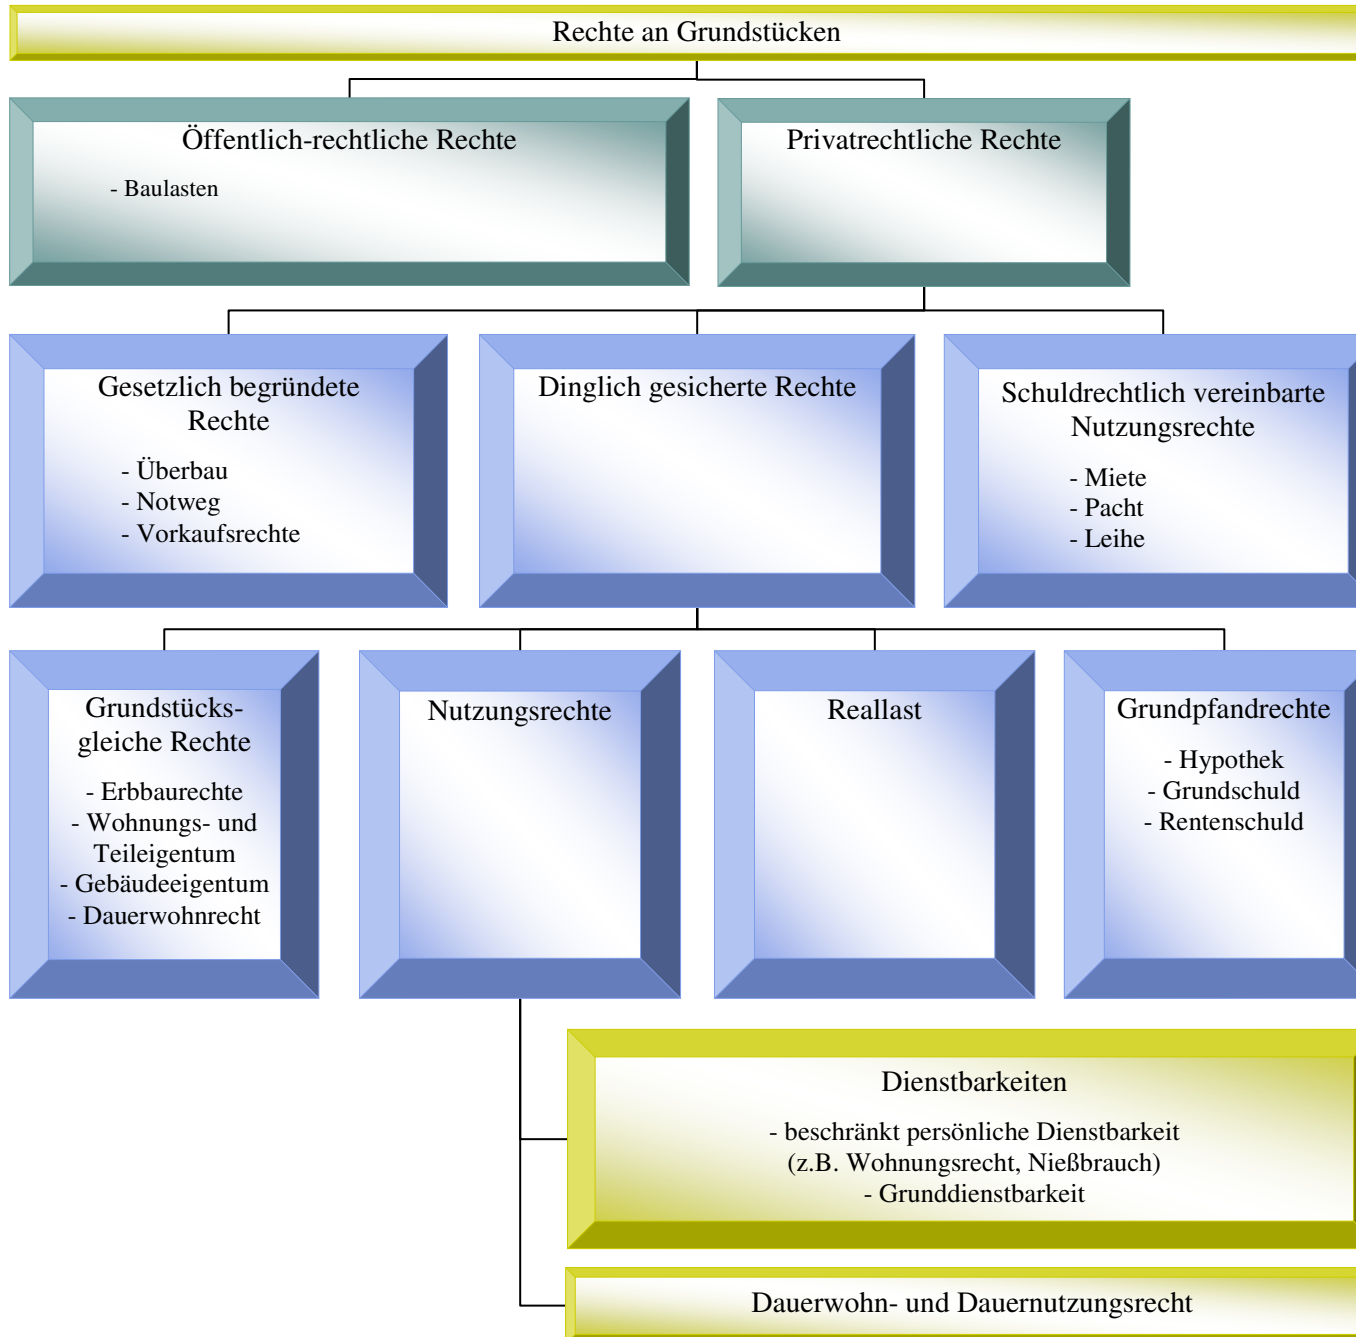 Rechte an Grundstücken
Öffentlich-rechtliche Rechte
- Baulasten
Privatrechtliche Rechte
Gesetzlich begründete
Rechte
- Überbau
- Notweg
- Vorkaufsrechte
Dinglich gesicherte Rechte
Schuldrechtlich vereinbarte
Nutzungsrechte
- Miete
- Pacht
- Leihe
Grundstücks-
gleiche Rechte
- Erbbaurechte
- Wohnungs- und
Teileigentum
- Gebäudeeigentum
- Dauerwohnrecht
Nutzungsrechte
Reallast
Grundpfandrechte
- Hypothek
- Grundschuld
- Rentenschuld
Dienstbarkeiten
- beschränkt persönliche Dienstbarkeit
(z.B. Wohnungsrecht, Nießbrauch)
- Grunddienstbarkeit
Dauerwohn- und Dauernutzungsrecht